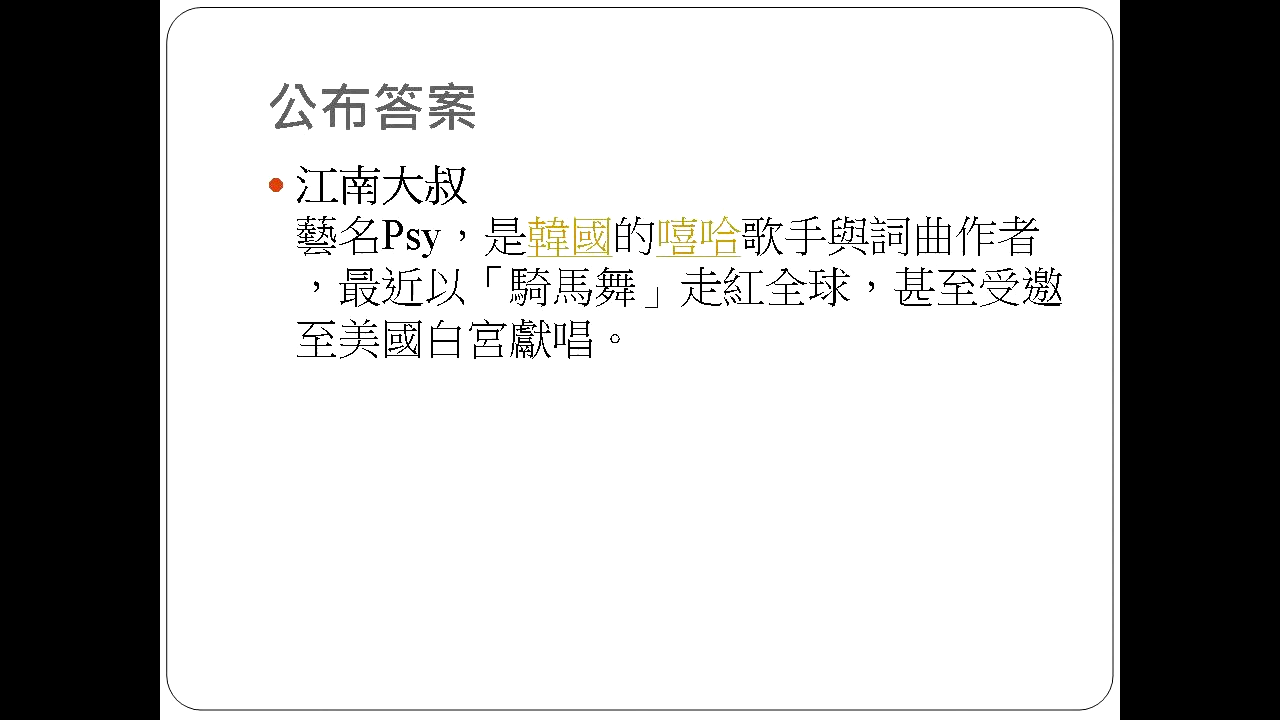 公布答案
江南大叔
藝名Psy，是韓國的嘻哈歌手與詞曲作者
，最近以「騎馬舞」走紅全球，甚至受邀
至美國白宮獻唱。